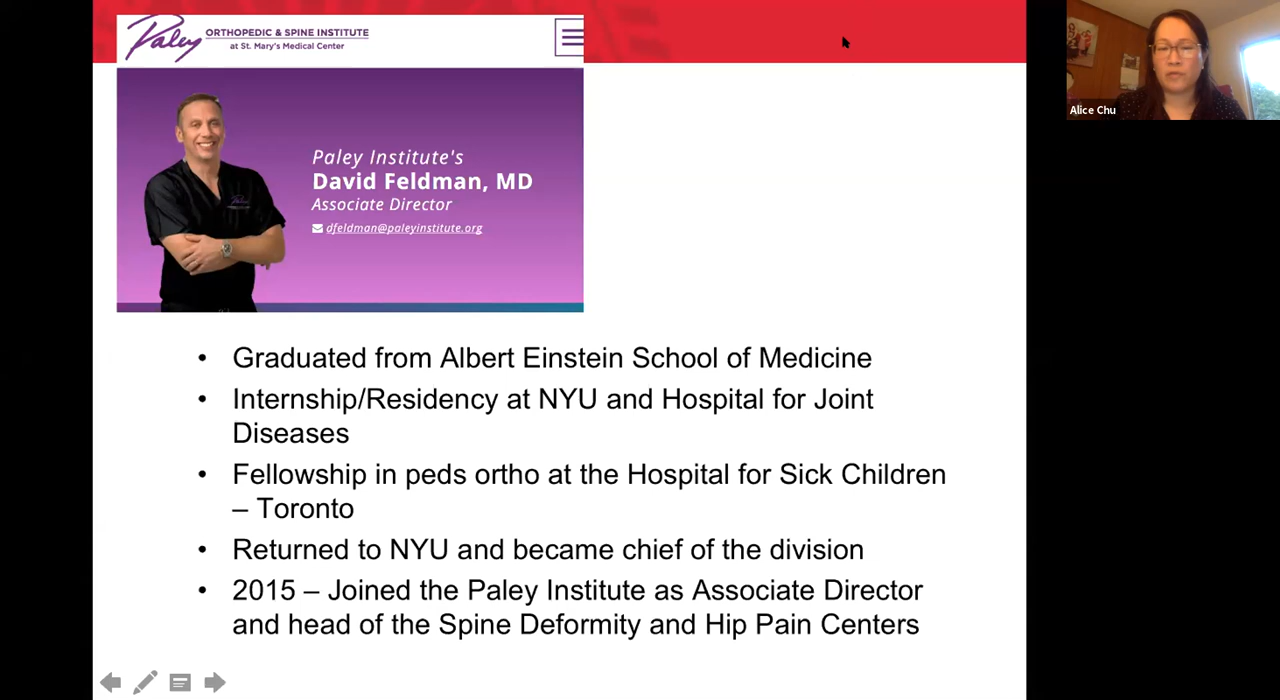 Paley ORTHOPEDIC & SPINE INSTITUTE
at St. Mary's Medical Center
Paley Institute's
David Feldman, MD
Associate Director
dfeldman@paleyinstitute.org
Alice Chu
• Graduated from Albert Einstein School of Medicine
• Internship/Residency at NYU and Hospital for Joint
Diseases
• Fellowship in peds ortho at the Hospital for Sick Children
– Toronto
• Returned to NYU and became chief of the division
• 2015 – Joined the Paley Institute as Associate Director
and head of the Spine Deformity and Hip Pain Centers